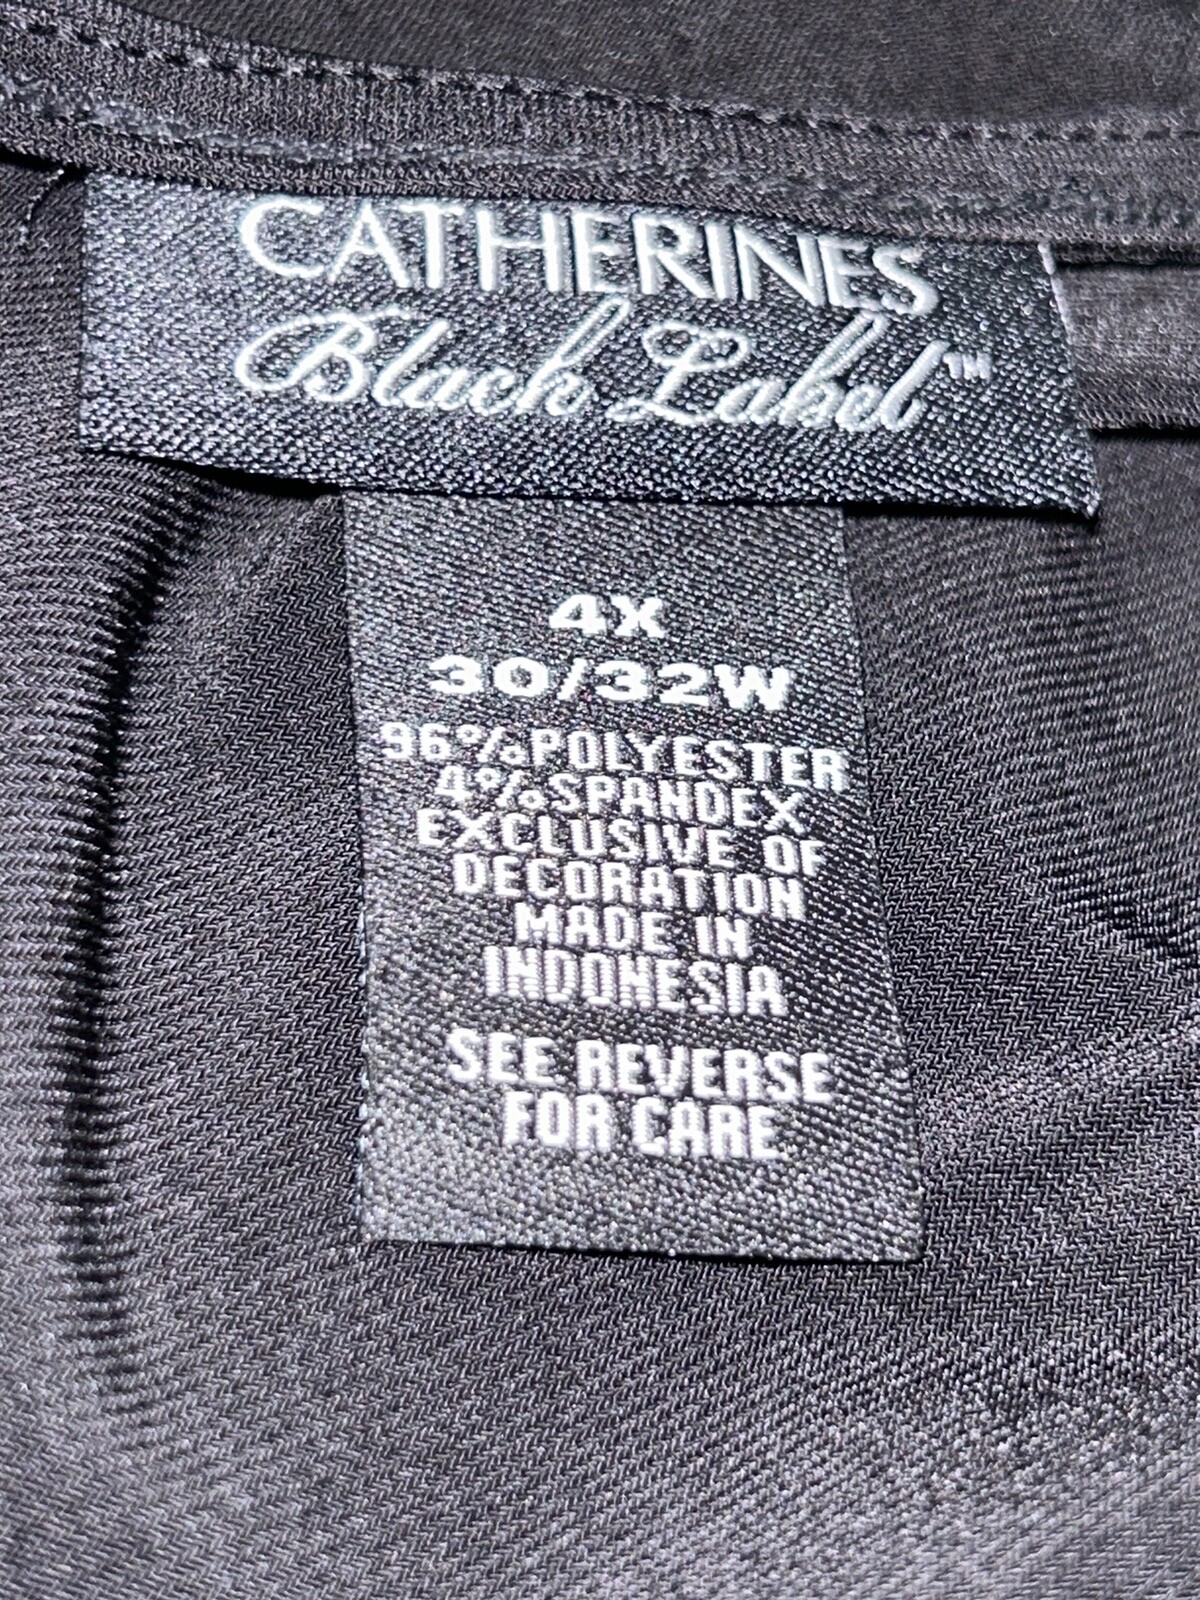 CATHERINES
Black Label™
4X
30/32W
96%POLYESTER
4%SPANDEX
EXCLUSIVE OF
DECORATION
MADE IN
INDONESIA
SEE REVERSE
FOR CARE